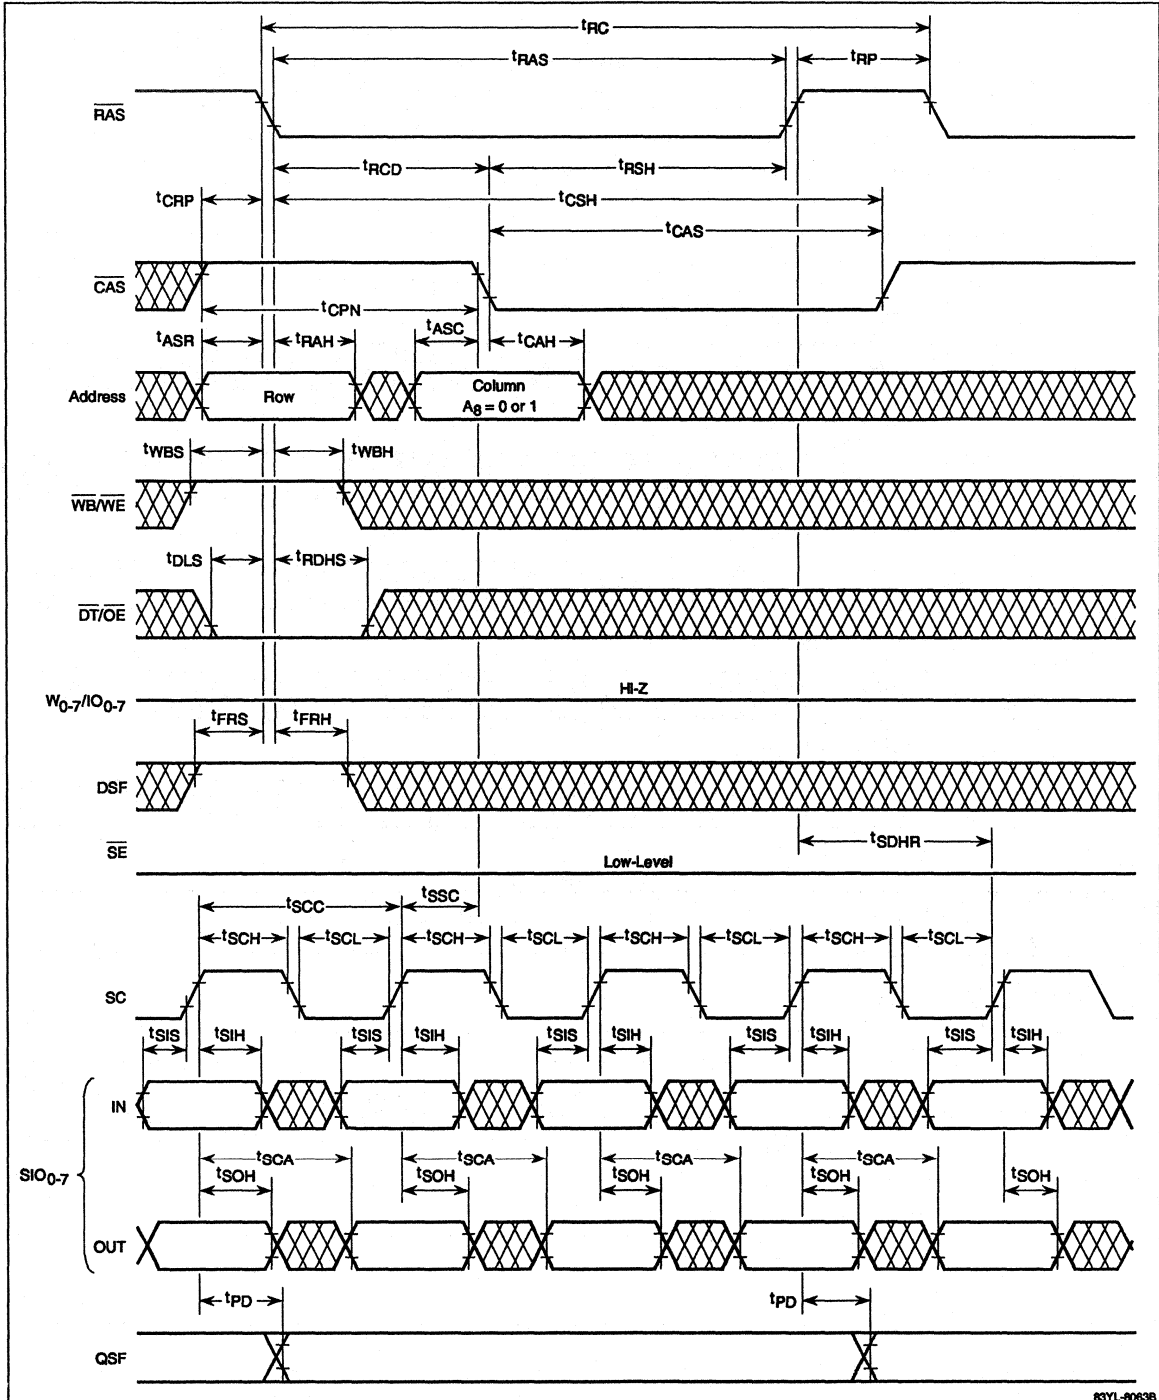 tRC
tRAS
tRP
RAS
tRCD
tRSH
tCRP
tCSH
tCAS
CAS
tCPN
tASR
tRAH
tASC
tCAH
Address
Row
Column
A8 = 0 or 1
tWBS
tWBH
WB/WE
tDLS
tRDHS
DT/OE
HI-Z
W0-7/IO0-7
tFRS
tFRH
DSF
tSDHR
SE
Low-Level
tSCC
tSSC
tSCH
tSCL
tSCH
tSCL
tSCH
tSCL
tSCH
tSCL
SC
tSIS
tSIH
tSIS
tSIH
tSIS
tSIH
tSIS
tSIH
tSIS
tSIH
IN
SIO0-7
tSCA
tSCA
tSCA
tSCA
tSOH
tSOH
tSOH
tSOH
tSOH
OUT
tPD
tPD
QSF
83YL-6063B